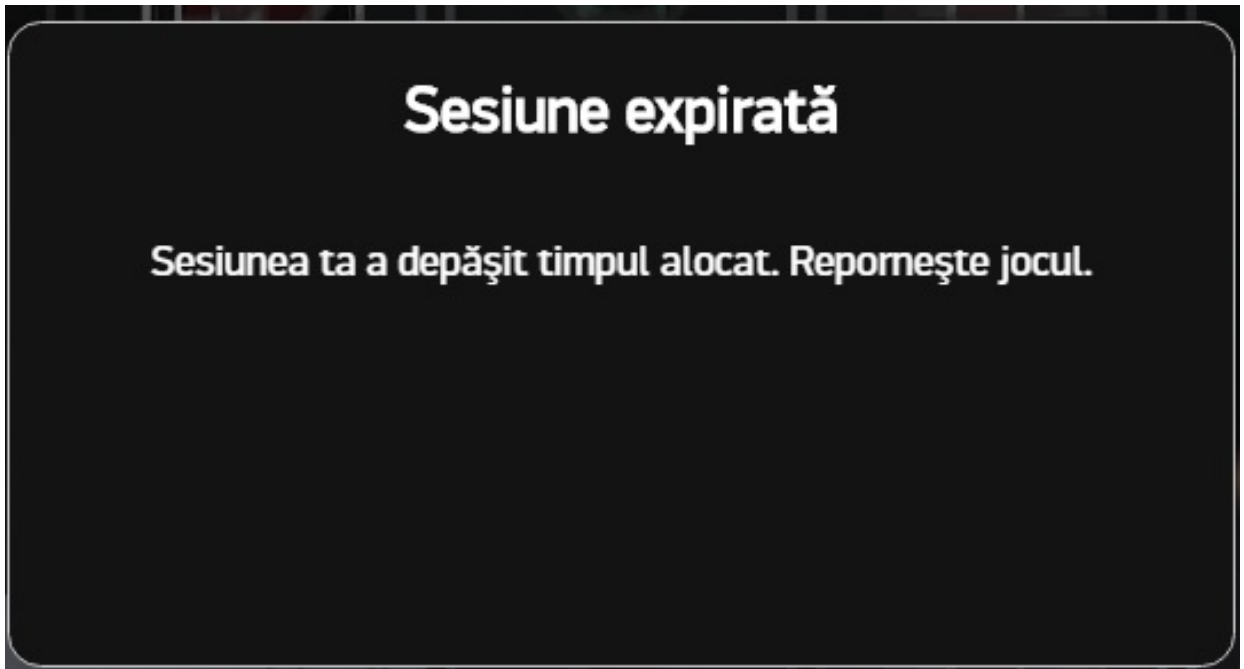 Sesiune expirată
Sesiunea ta a depăşit timpul alocat. Reporneşte jocul.